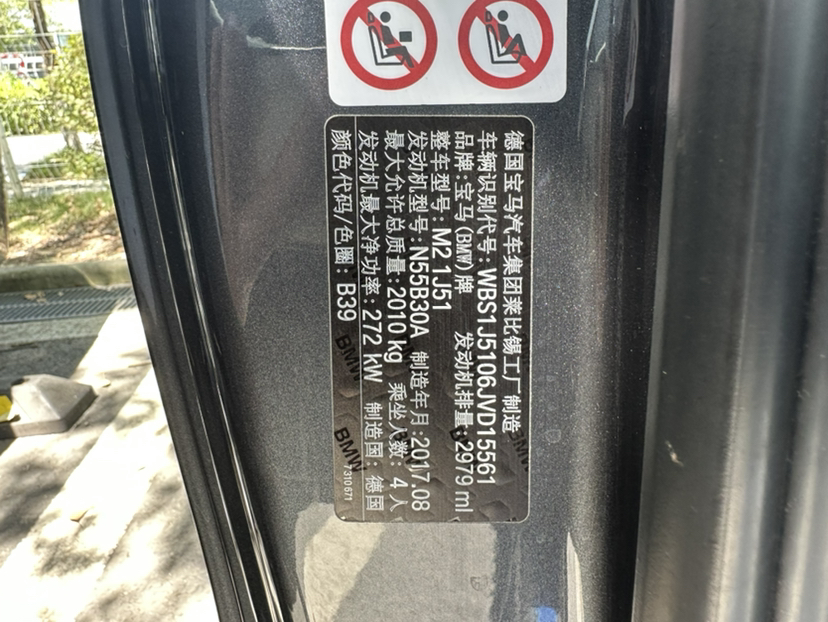 德国宝马汽车集团莱比锡工厂制造
车辆识别代号:WBS1J5106JVD15561
品牌:宝马(BMW)牌 发动机排量:2979 ml
整车型号:M2 1J51
发动机型号:N55B30A 制造年月:2017.08
最大允许总质量:2010 kg 乘坐人数: 4 人
发动机最大净功率:272 kW 制造国: 德国
颜色代码/色圈: B39
7310671
BMW
BMW
BMW